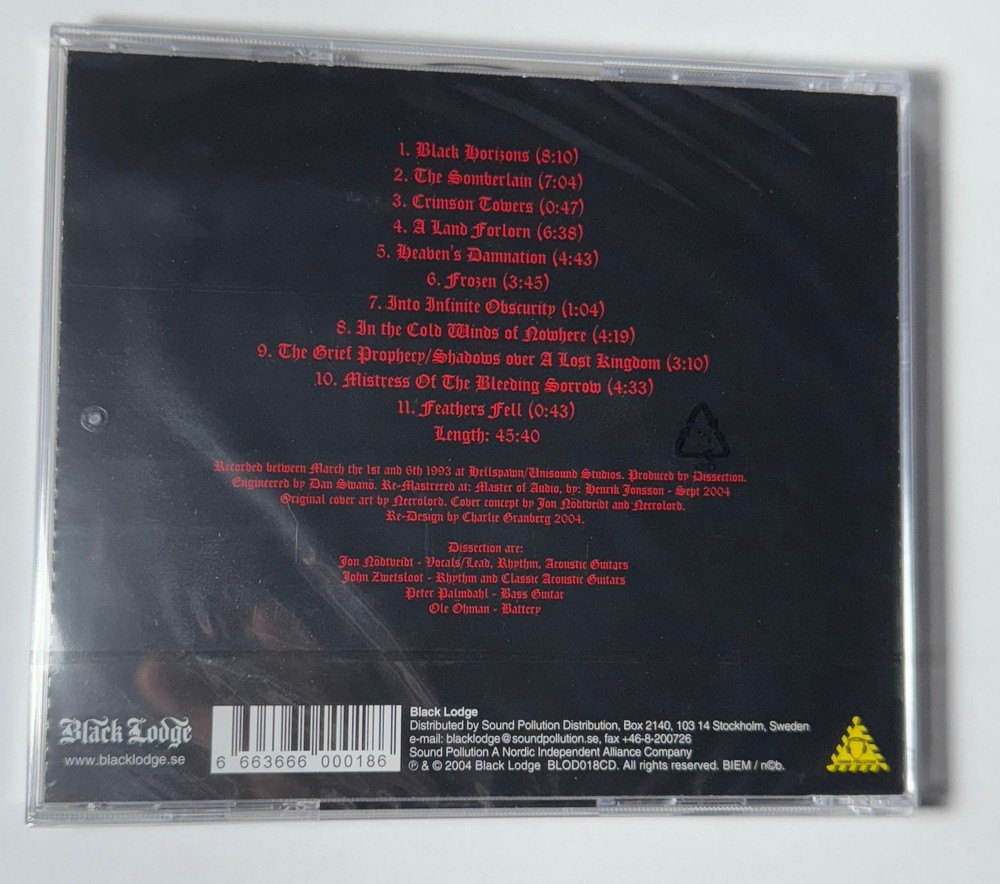 1. Black Horizons (8:10)
2. The Somberlain (7:04)
3. Crimson Towers (0:47)
4. A Land Forlorn (6:38)
5. Heaven's Damnation (4:43)
6. Frozen (3:45)
7. Into Infinite Obscurity (1:04)
8. In the Cold Winds of Nowhere (4:19)
9. The Grief Prophecy/Shadows over A Lost Kingdom (3:10)
10. Mistress Of The Bleeding Sorrow (4:33)
11. Feathers Fell (0:43)
Length: 45:40
Recorded between March the 1st and 6th 1993 at Hellspawn/Unisound Studios. Produced by Dissection.
Engineered by Dan Swanö. Re-Mastrered at: Master of Audio, by: Henrik Jonsson - Sept 2004
Original cover art by Necrolord. Cover concept by Jon Nödtveidt and Necrolord.
Re-Design by Charlie Granberg 2004.
Dissection are:
Jon Nödtveidt - Vocals/Lead, Rhythm, Acoustic Guitars
John Zwetsloot - Rhythm and Classic Acoustic Guitars
Peter Palmdahl - Bass Guitar
Ole Öhman - Battery
Black Lodge
www.blacklodge.se
6 663666 000186
Black Lodge
Distributed by Sound Pollution Distribution, Box 2140, 103 14 Stockholm, Sweden
e-mail: blacklodge@soundpollution.se, fax +46-8-200726
Sound Pollution A Nordic Independent Alliance Company
℗ & © 2004 Black Lodge BLOD018CD. All rights reserved. BIEM / n©b.